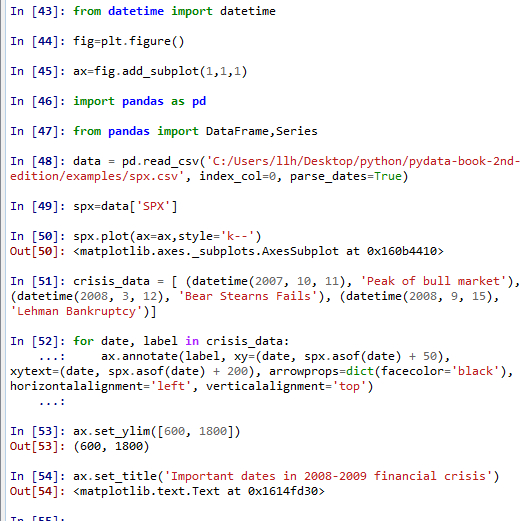 In [43]: from datetime import datetime
In [44]: fig=plt.figure()
In [45]: ax=fig.add_subplot(1,1,1)
In [46]: import pandas as pd
In [47]: from pandas import DataFrame,Series
In [48]: data = pd.read_csv('C:/Users/llh/Desktop/python/pydata-book-2nd-
edition/examples/spx.csv', index_col=0, parse_dates=True)
In [49]: spx=data['SPX']
In [50]: spx.plot(ax=ax,style='k--')
Out[50]: <matplotlib.axes._subplots.AxesSubplot at 0x160b4410>
In [51]: crisis_data = [ (datetime(2007, 10, 11), 'Peak of bull market'),
(datetime(2008, 3, 12), 'Bear Stearns Fails'), (datetime(2008, 9, 15),
'Lehman Bankruptcy')]
In [52]: for date, label in crisis_data:
...:     ax.annotate(label, xy=(date, spx.asof(date) + 50),
xytext=(date, spx.asof(date) + 200), arrowprops=dict(facecolor='black'),
horizontalalignment='left', verticalalignment='top')
...:
In [53]: ax.set_ylim([600, 1800])
Out[53]: (600, 1800)
In [54]: ax.set_title('Important dates in 2008-2009 financial crisis')
Out[54]: <matplotlib.text.Text at 0x1614fd30>
In [55]: